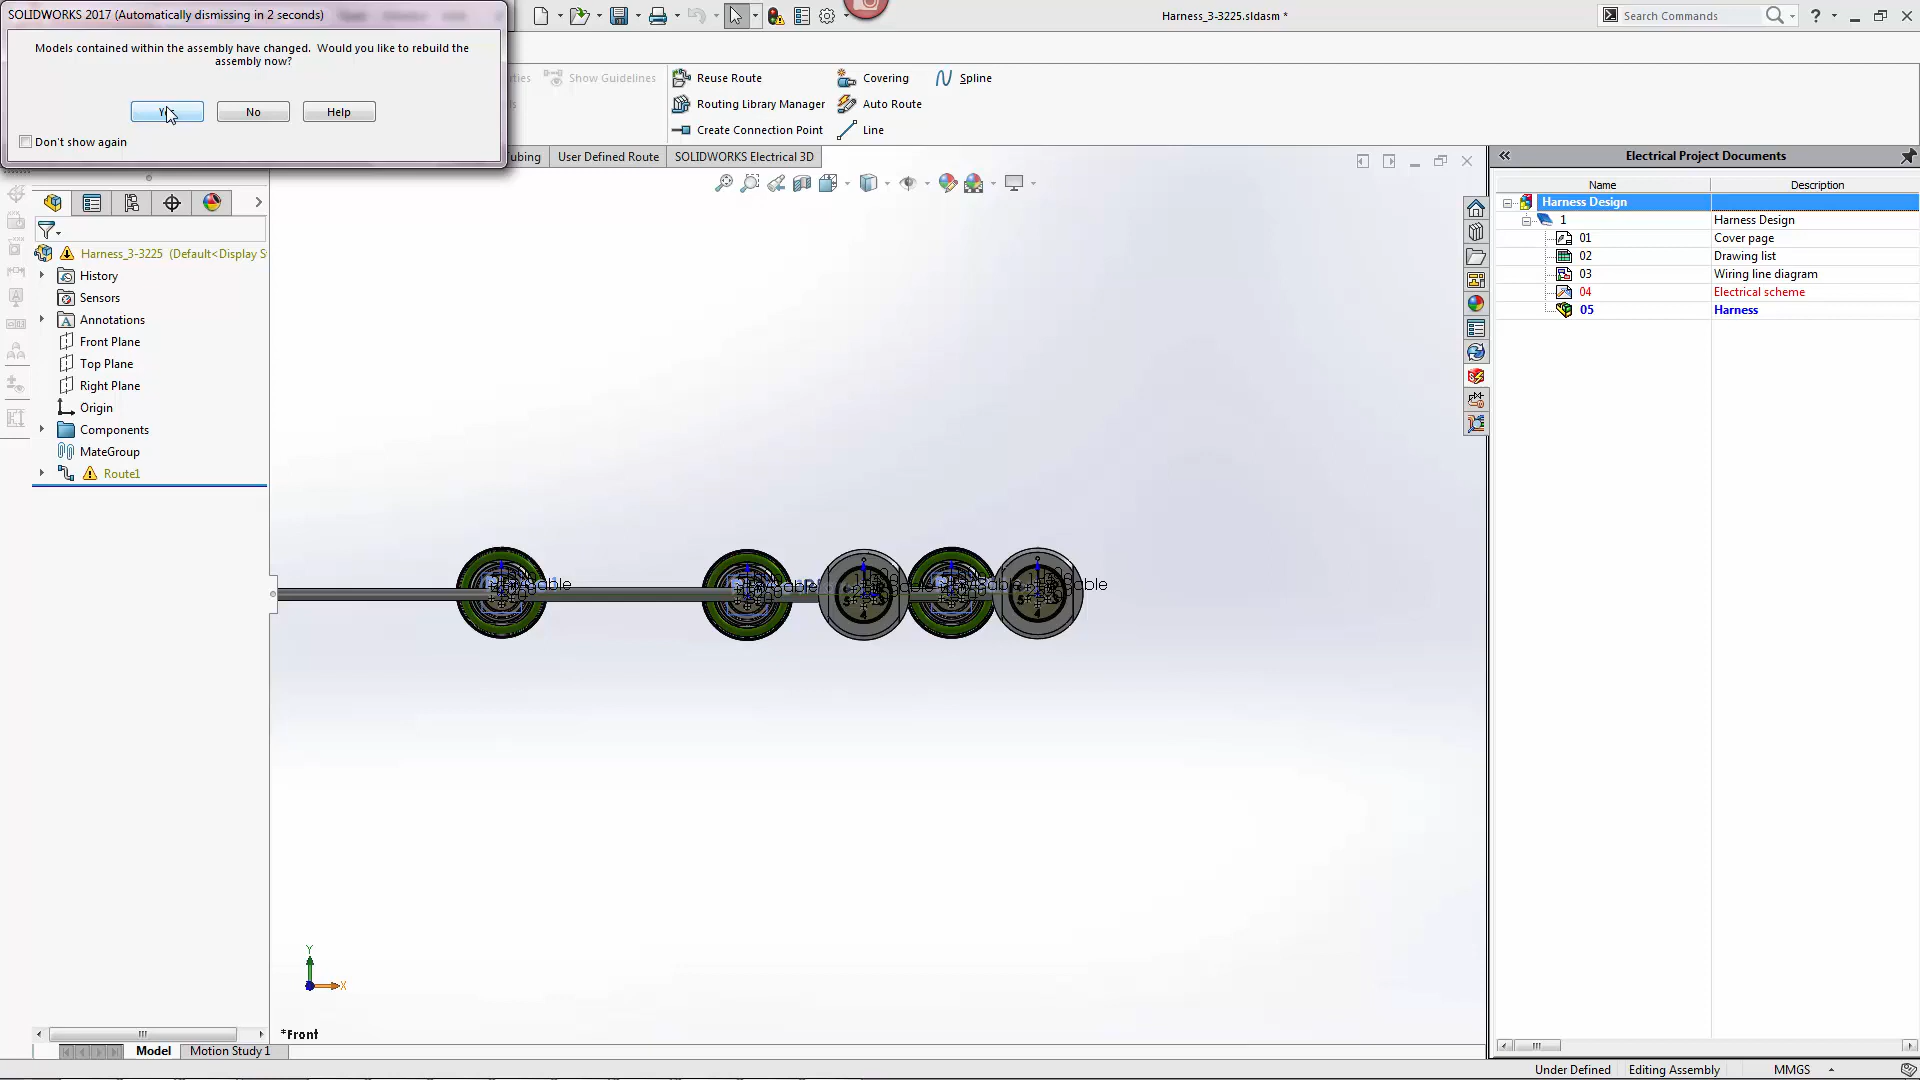 SOLIDWORKS 2017 (Automatically dismissing in 2 seconds)
Models contained within the assembly have changed. Would you like to rebuild the
assembly now?
No
Help
Don't show again
Harness_3-3225.sldasm *
Search Commands
Show Guidelines
Reuse Route
Covering
Spline
Routing Library Manager
Auto Route
Create Connection Point
Line
User Defined Route
SOLIDWORKS Electrical 3D
Harness_3-3225 (Default<Display S
History
Sensors
Annotations
Front Plane
Top Plane
Right Plane
Origin
Components
MateGroup
Route1
Electrical Project Documents
Name
Description
Harness Design
1
Harness Design
01
Cover page
02
Drawing list
03
Wiring line diagram
04
Electrical scheme
05
Harness
Y
X
*Front
Model
Motion Study 1
Under Defined
Editing Assembly
MMGS